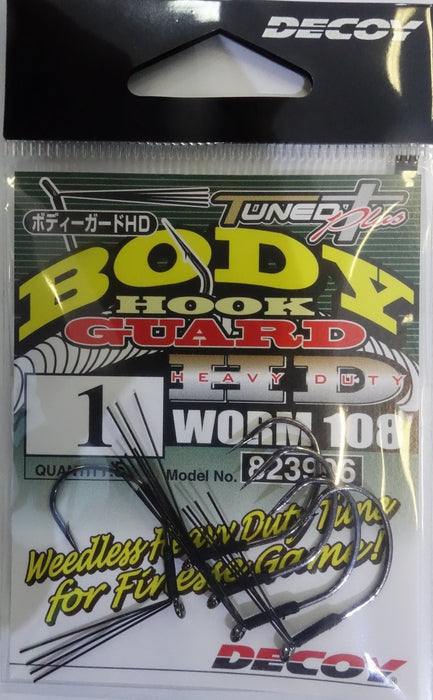 DECOY
ボディーガードHD
TUNED Plus
BODY
HOOK
GUARD
HD
HEAVY DUTY
1
WORM 108
Model No.
Weedless Heavy Duty Tune
for Finesse Game!
DECOY